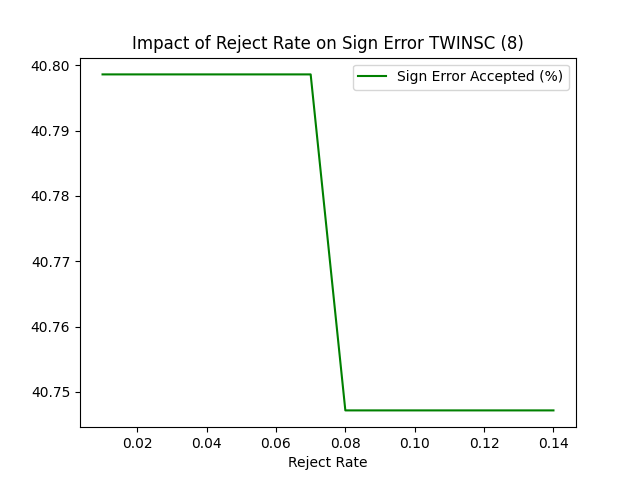 Impact of Reject Rate on Sign Error TWINSC (8)
Sign Error Accepted (%)
40.80
40.79
40.78
40.77
40.76
40.75
0.02 0.04 0.06 0.08 0.10 0.12 0.14
Reject Rate